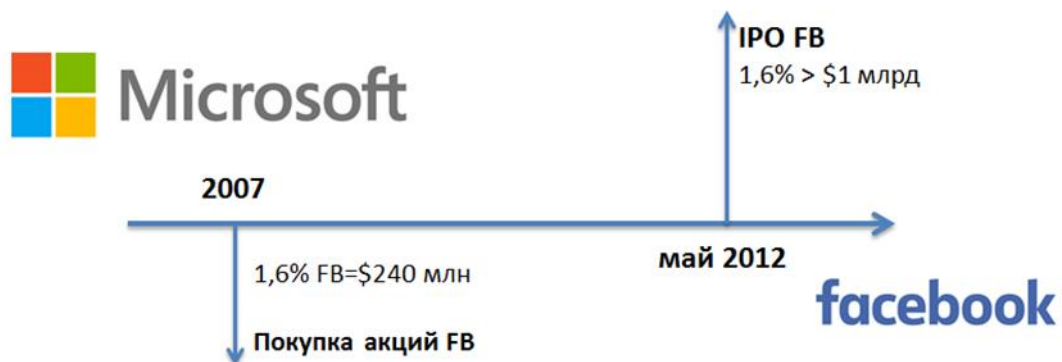 IPO FB
1,6% > $1 млрд
Microsoft
2007
май 2012
1,6% FB=$240 млн
facebook
Покупка акций FB